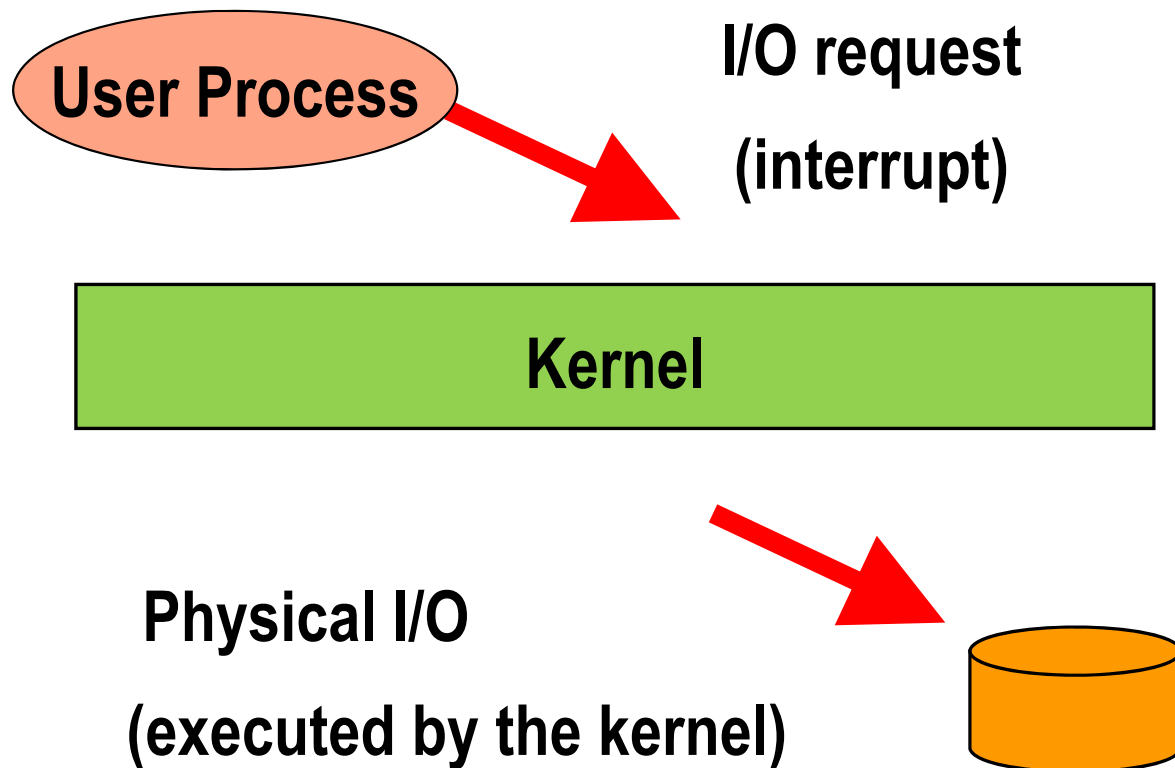 User Process
I/O request
(interrupt)
Kernel
Physical I/O
(executed by the kernel)